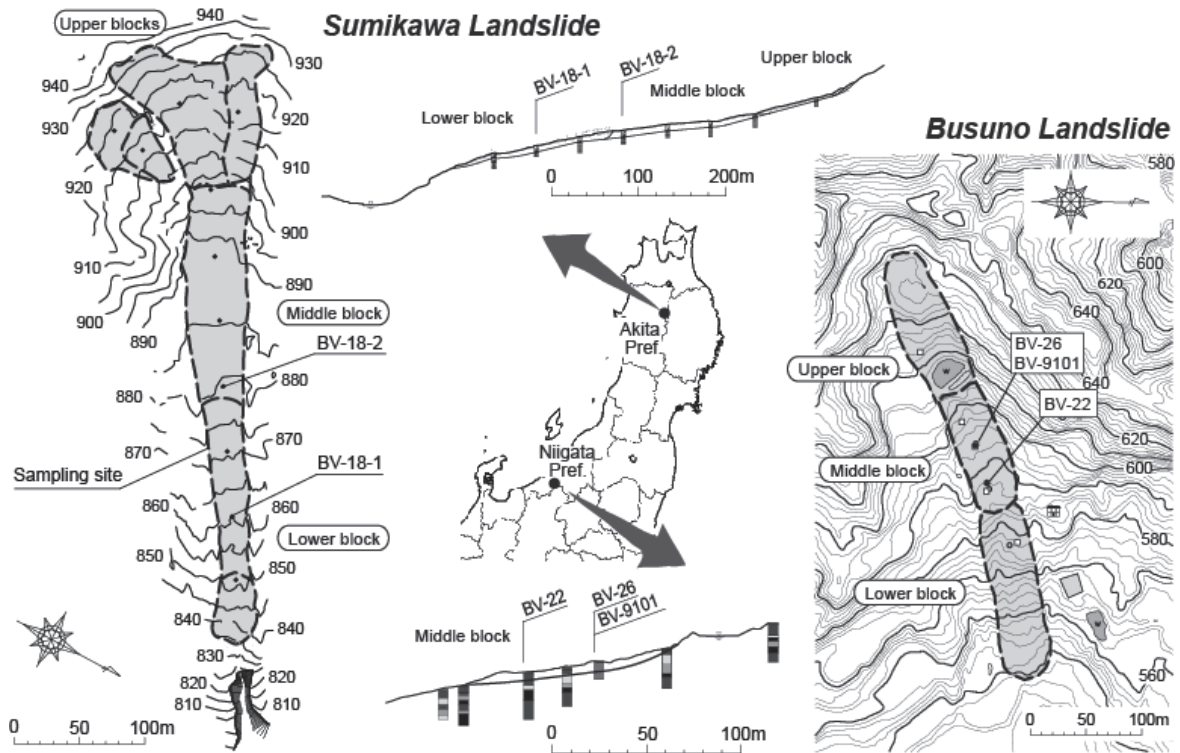 Sumikawa Landslide
Upper blocks
940
930
940
930
920
910
920
900
910
890
900
Middle block
890
BV-18-2
880
880
870
870
Sampling site
BV-18-1
860
860
Lower block
850
850
840
840
830
820
820
810
810
0 50 100m
BV-18-1
BV-18-2
Upper block
Middle block
Lower block
0 100 200m
Akita
Pref
Niigata
Pref.
BV-22
BV-26
BV-9101
Middle block
0 50 100m
Busuno Landslide
580
600
620
640
BV-26
BV-9101
640
Upper block
BV-22
620
600
Middle block
580
Lower block
560
0 50 100m